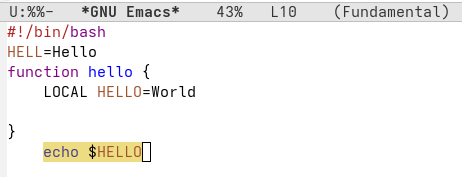 U:%%-  *GNU Emacs*   43%   L10   (Fundamental)
#!/bin/bash
HELL=Hello
function hello {
    LOCAL HELLO=World

}
    echo $HELLO